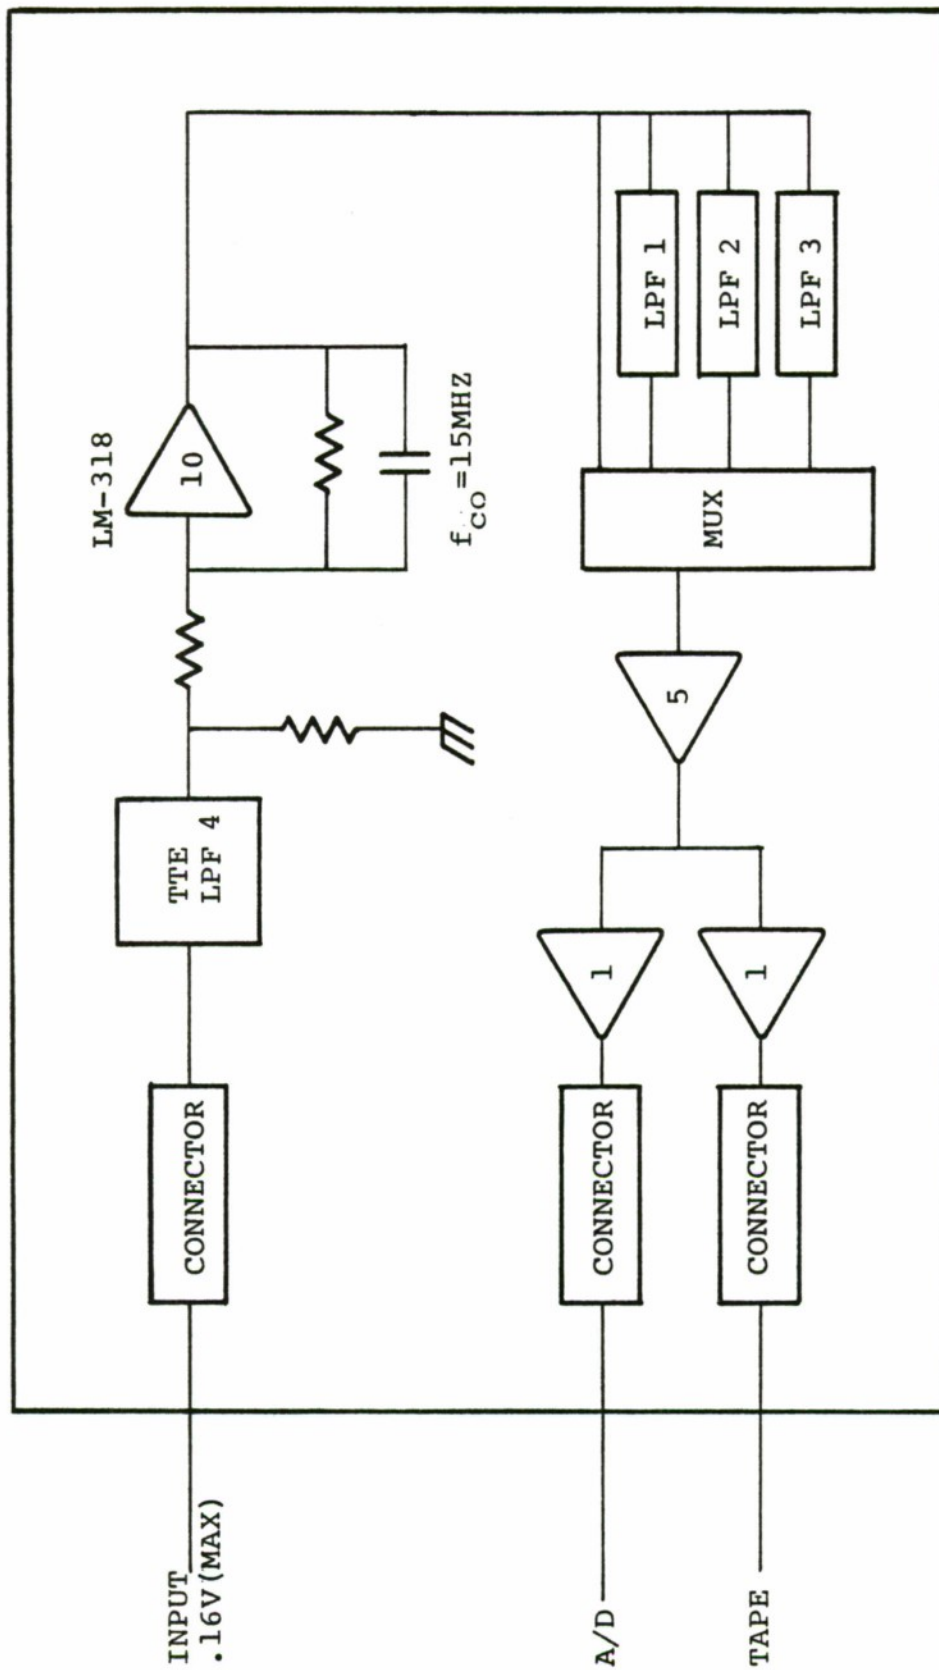 INPUT
.16V(MAX)
CONNECTOR
TTE
LPF 4
LM-318
10
f_CO=15MHZ
A/D
CONNECTOR
1
TAPE
CONNECTOR
1
5
MUX
LPF 1
LPF 2
LPF 3